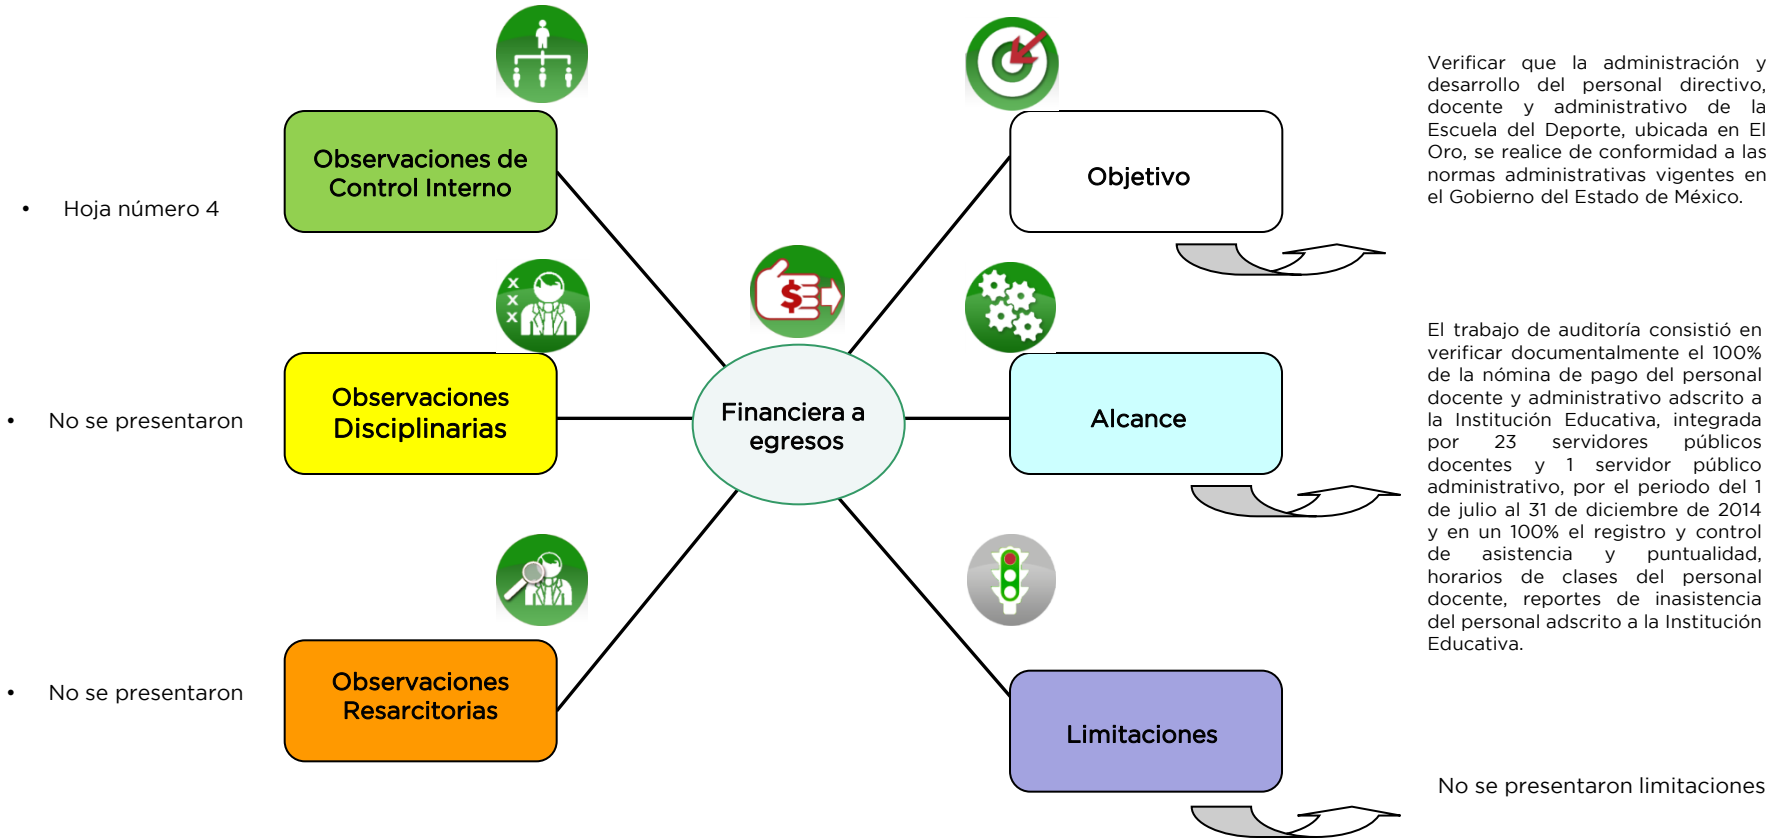 Observaciones de
Control Interno
• Hoja número 4
Observaciones
Disciplinarias
• No se presentaron
Observaciones
Resarcitorias
• No se presentaron
x
x
x
$
Financiera a
egresos
Objetivo
Verificar que la administración y
desarrollo del personal directivo,
docente y administrativo de la
Escuela del Deporte, ubicada en El
Oro, se realice de conformidad a las
normas administrativas vigentes en
el Gobierno del Estado de México.
Alcance
El trabajo de auditoría consistió en
verificar documentalmente el 100%
de la nómina de pago del personal
docente y administrativo adscrito a
la Institución Educativa, integrada
por 23 servidores públicos
docentes y 1 servidor público
administrativo, por el periodo del 1
de julio al 31 de diciembre de 2014
y en un 100% el registro y control
de asistencia y puntualidad,
horarios de clases del personal
docente, reportes de inasistencia
del personal adscrito a la Institución
Educativa.
Limitaciones
No se presentaron limitaciones